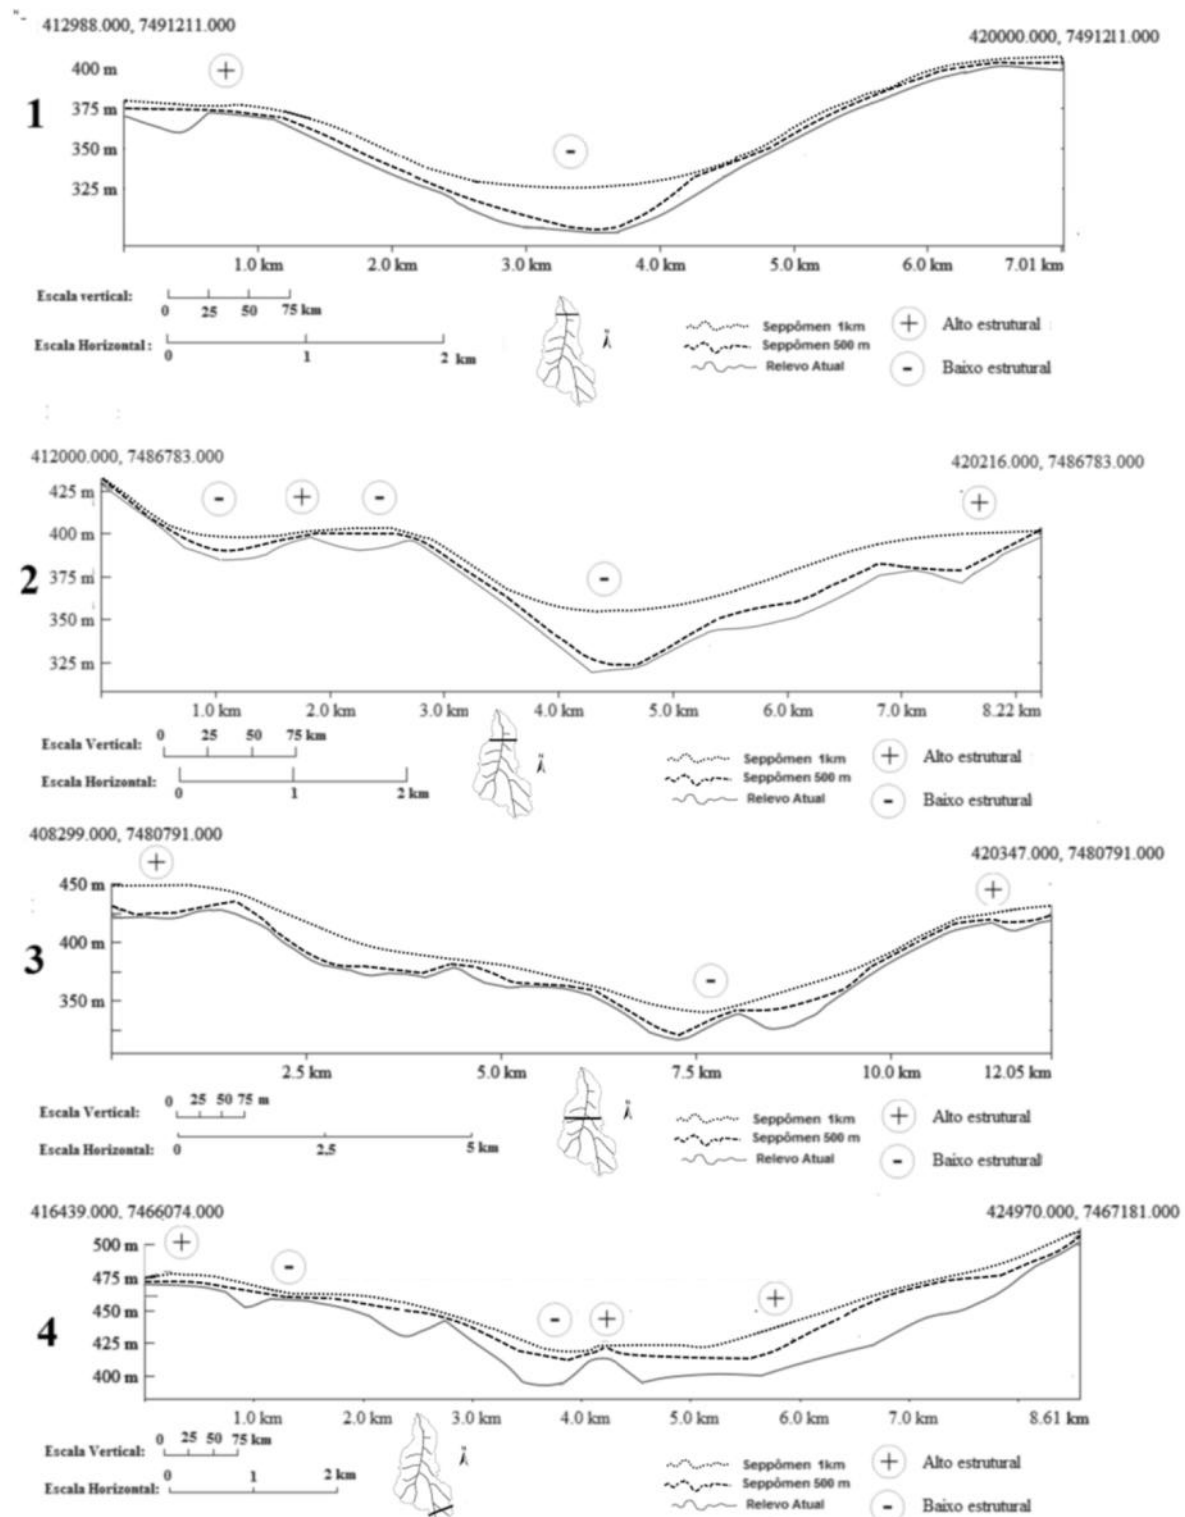 412988.000, 7491211.000
420000.000, 7491211.000
1
400 m
375 m
350 m
325 m
+
-
1.0 km 2.0 km 3.0 km 4.0 km 5.0 km 6.0 km 7.01 km
Escala vertical: 0 25 50 75 km
Escala Horizontal : 0 1 2 km
N
Seppômen 1km
Seppômen 500 m
Relevo Atual
+ Alto estrutural
- Baixo estrutural
412000.000, 7486783.000
420216.000, 7486783.000
2
425 m
400 m
375 m
350 m
325 m
- + - - +
1.0 km 2.0 km 3.0 km 4.0 km 5.0 km 6.0 km 7.0 km 8.22 km
Escala Vertical: 0 25 50 75 km
Escala Horizontal: 0 1 2 km
N
Seppômen 1km
Seppômen 500 m
Relevo Atual
+ Alto estrutural
- Baixo estrutural
408299.000, 7480791.000
420347.000, 7480791.000
3
450 m
400 m
350 m
+ - +
2.5 km 5.0 km 7.5 km 10.0 km 12.05 km
Escala Vertical: 0 25 50 75 m
Escala Horizontal: 0 2.5 5 km
N
Seppômen 1km
Seppômen 500 m
Relevo Atual
+ Alto estrutural
- Baixo estrutural
416439.000, 7466074.000
424970.000, 7467181.000
4
500 m
475 m
450 m
425 m
400 m
+ - - + +
1.0 km 2.0 km 3.0 km 4.0 km 5.0 km 6.0 km 7.0 km 8.61 km
Escala Vertical: 0 25 50 75 km
Escala Horizontal: 0 1 2 km
N
Seppômen 1km
Seppômen 500 m
Relevo Atual
+ Alto estrutural
- Baixo estrutural